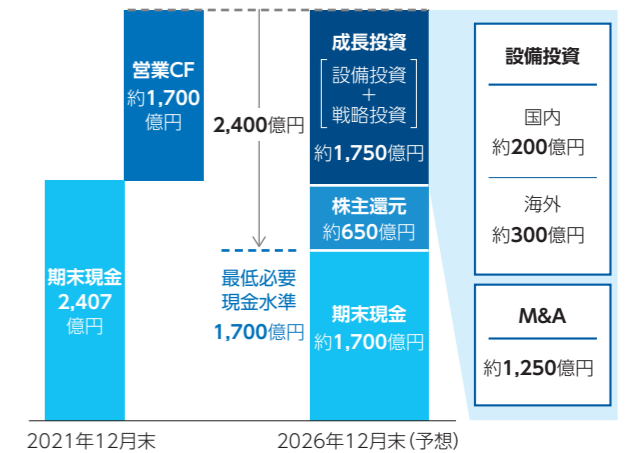 営業CF
約1,700
億円
期末現金
2,407
億円
2,400億円
最低必要
現金水準
1,700億円
成長投資
設備投資
+
戦略投資
約1,750億円
株主還元
約650億円
期末現金
約1,700億円
設備投資
国内
約200億円
海外
約300億円
M&A
約1,250億円
2021年12月末
2026年12月末(予想)